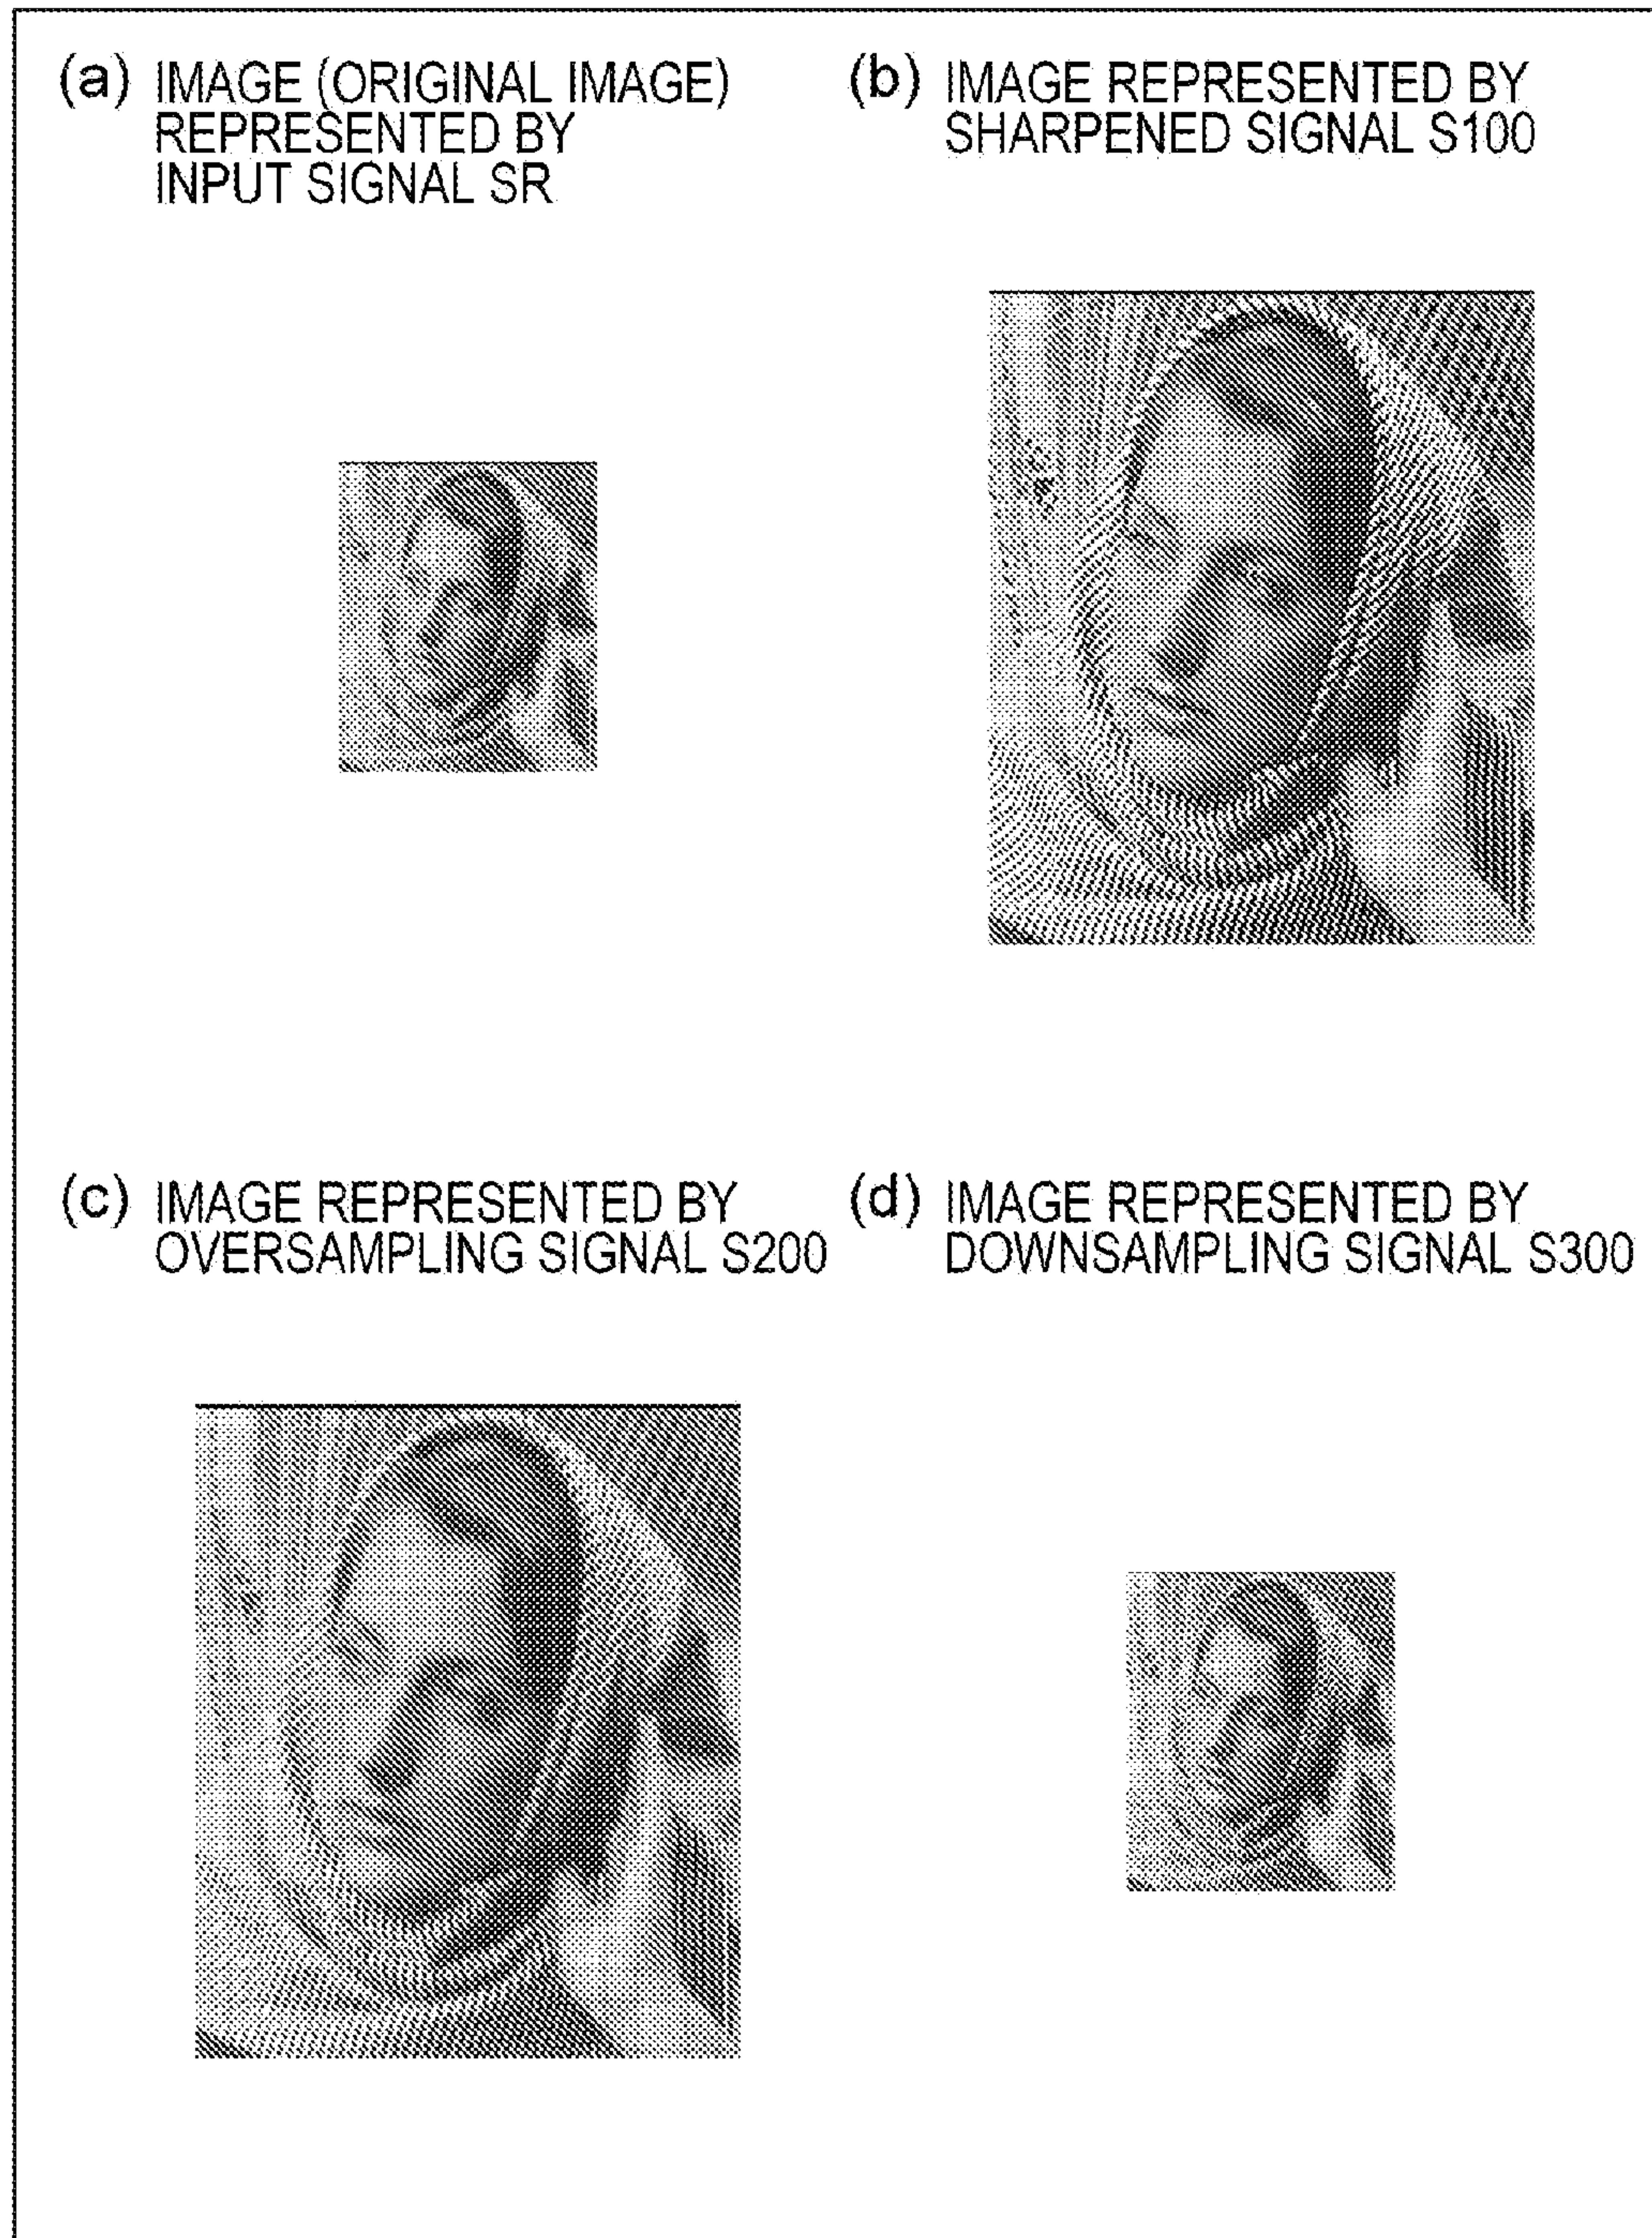 (a) IMAGE (ORIGINAL IMAGE)
REPRESENTED BY
INPUT SIGNAL SR
(b) IMAGE REPRESENTED BY
SHARPENED SIGNAL S100
(c) IMAGE REPRESENTED BY
OVERSAMPLING SIGNAL S200
(d) IMAGE REPRESENTED BY
DOWNSAMPLING SIGNAL S300